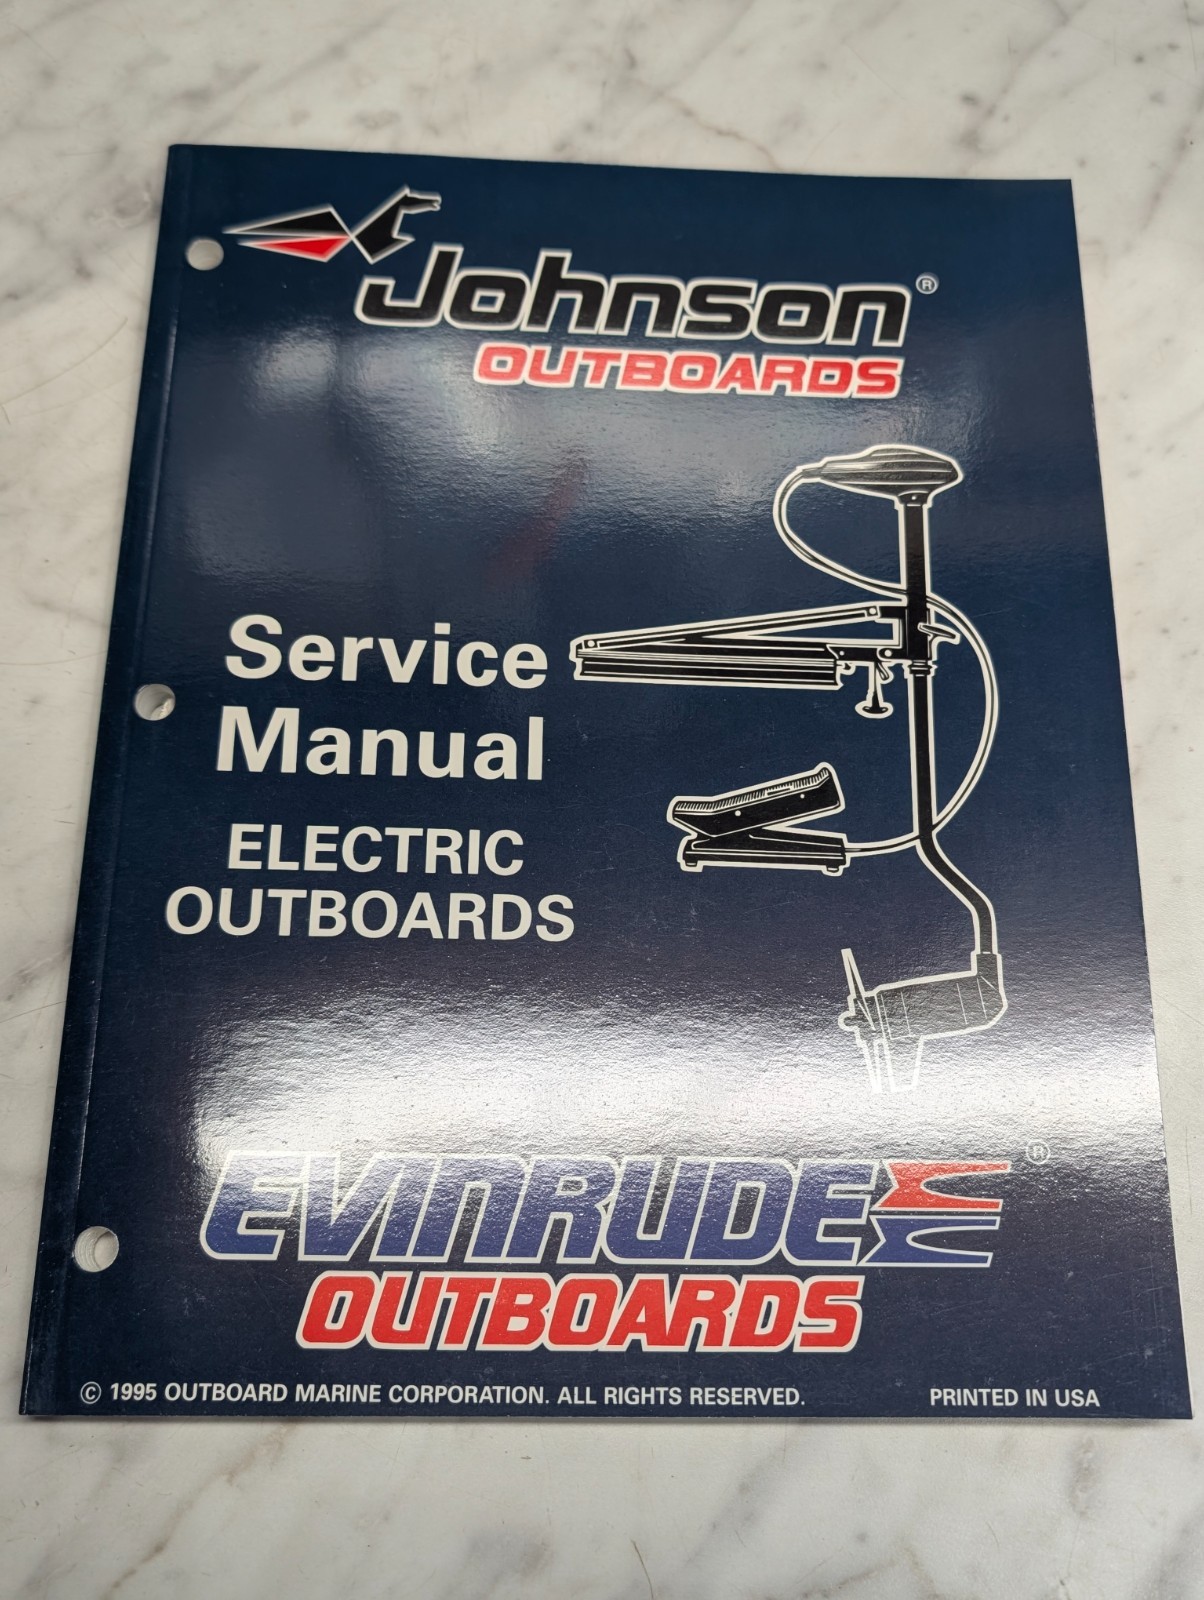 Johnson®
OUTBOARDS
Service
Manual
ELECTRIC
OUTBOARDS
EVINRUDE®
OUTBOARDS
© 1995 OUTBOARD MARINE CORPORATION. ALL RIGHTS RESERVED. PRINTED IN USA